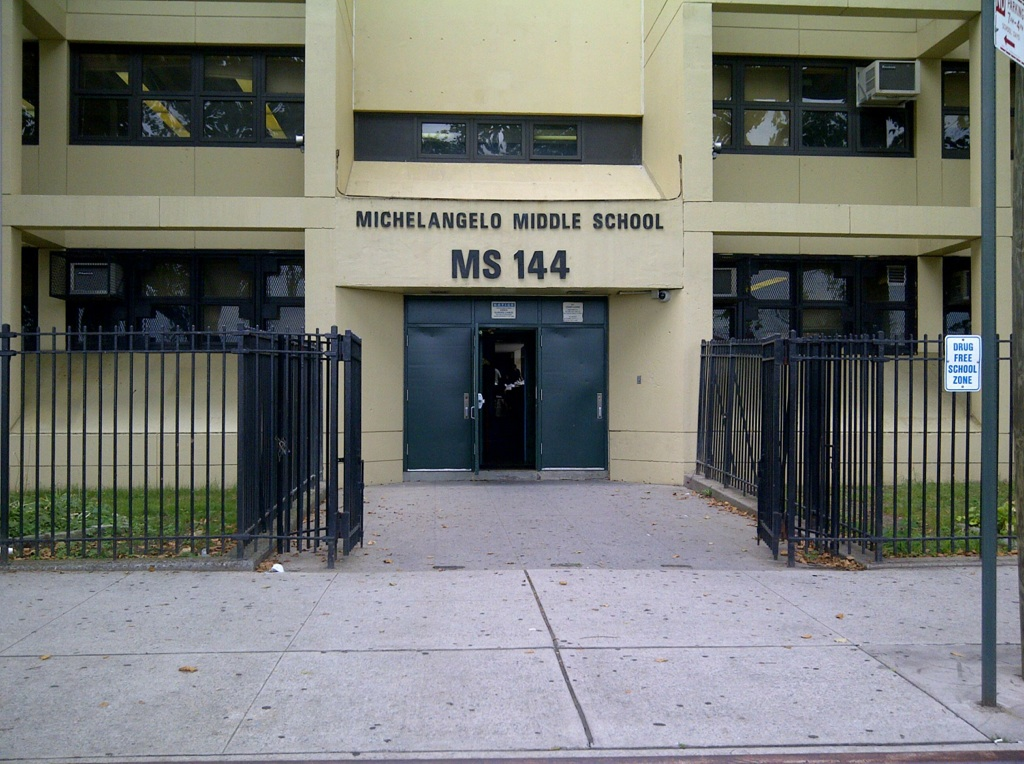 MICHELANGELO MIDDLE SCHOOL
MS 144
DRUG
FREE
SCHOOL
ZONE